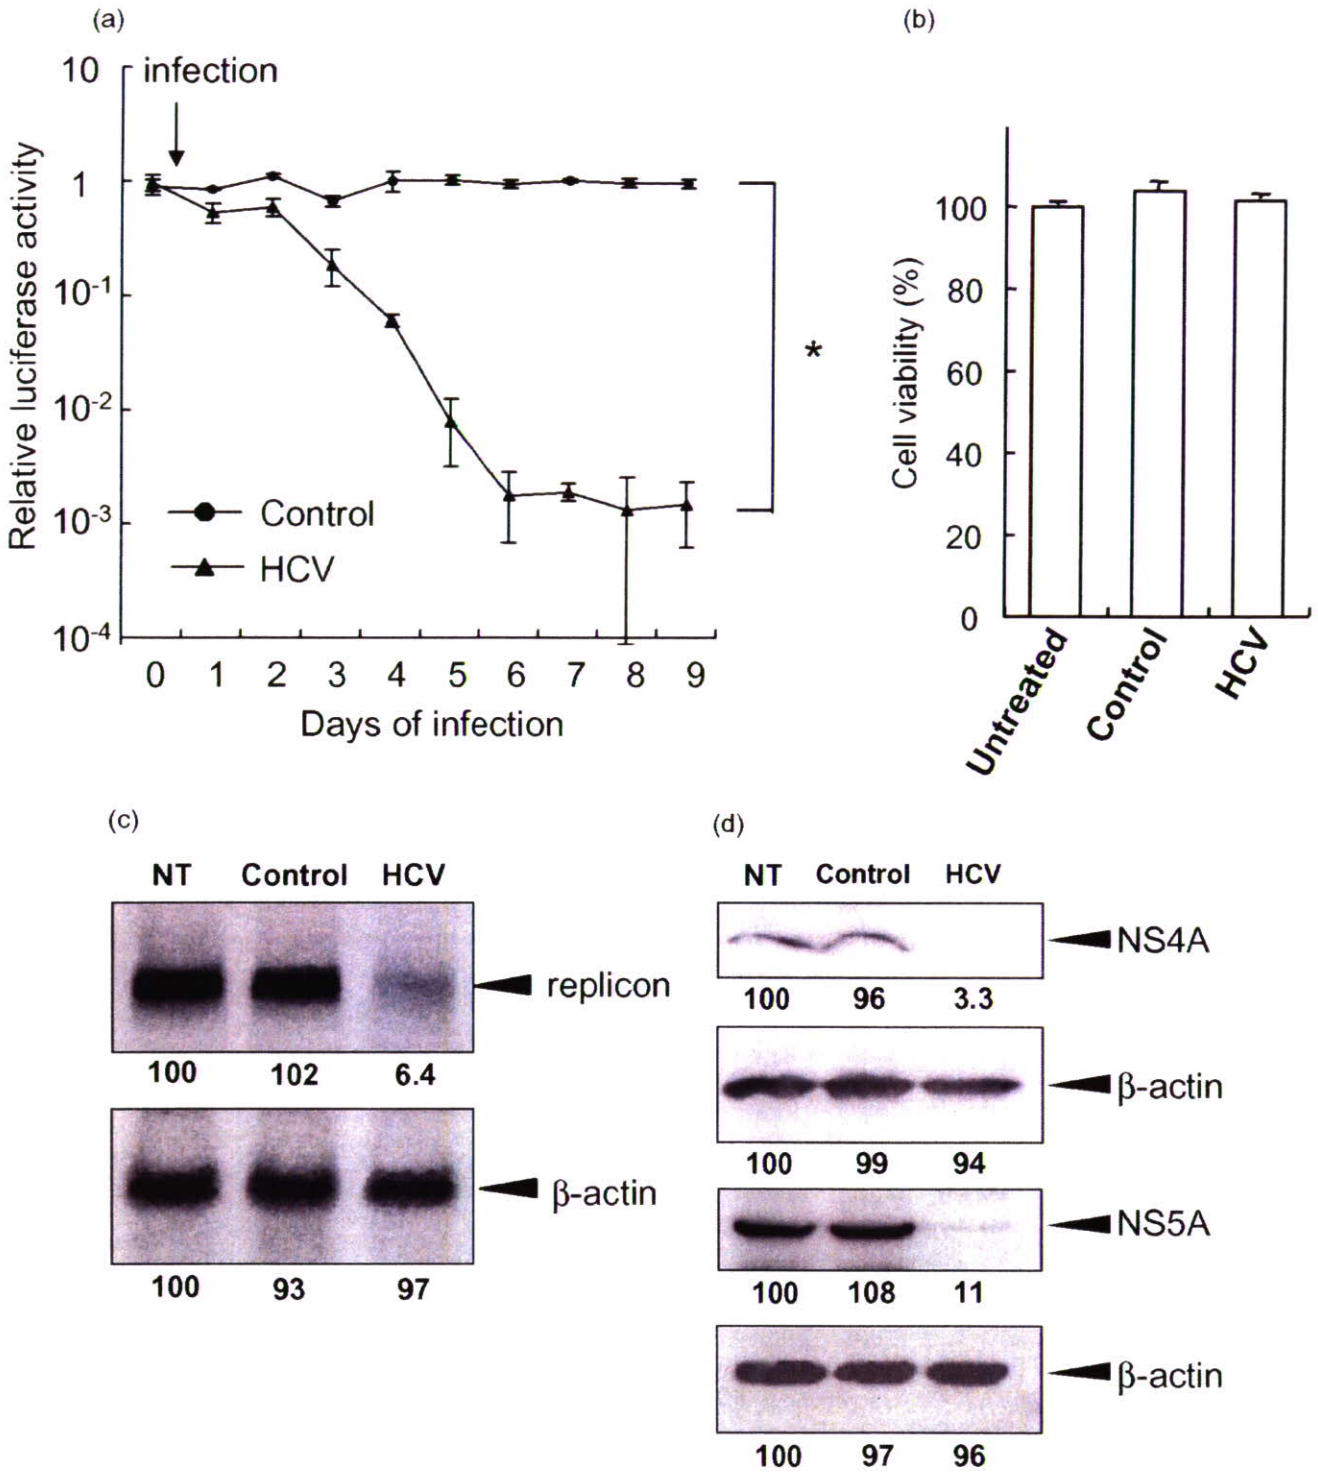 (a)
10
infection
1
10-1
10-2
10-3
10-4
Relative luciferase activity
Control
HCV
*
0 1 2 3 4 5 6 7 8 9
Days of infection
(b)
100
80
60
40
20
0
Cell viability (%)
Untreated
Control
HCV
(c)
NT Control HCV
replicon
100 102 6.4
β-actin
100 93 97
(d)
NT Control HCV
NS4A
100 96 3.3
β-actin
100 99 94
NS5A
100 108 11
β-actin
100 97 96